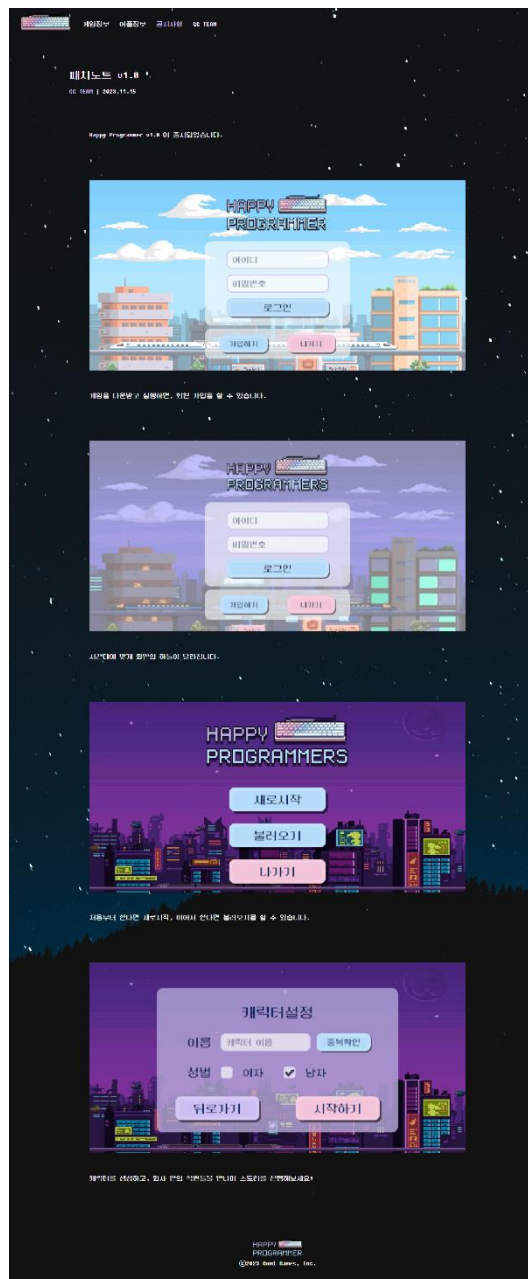 게임정보 어플정보 공지사항 CC TEAM
패치노트 v1.0
CC TEAM | 2023.11.15
Happy Programmer v1.0 이 출시되었습니다.
HAPPY
PROGRAMMER
아이디
비밀번호
로그인
가입하기 나가기
게임을 다운받고 실행하면, 회원 가입을 할 수 있습니다.
HAPPY
PROGRAMMERS
아이디
비밀번호
로그인
가입하기 나가기
시간대에 맞게 화면의 하늘이 달라집니다.
HAPPY
PROGRAMMERS
새로시작
불러오기
나가기
처음부터 한다면 새로시작, 이어서 한다면 불러오기를 할 수 있습니다.
캐릭터설정
이름 캐릭터 이름 중복확인
성별 여자 남자
뒤로가기 시작하기
캐릭터를 생성하고, 회사 안의 직원들을 만나며 스토리를 진행해보세요!
HAPPY
PROGRAMMER
©2023 Gumi Games, Inc.